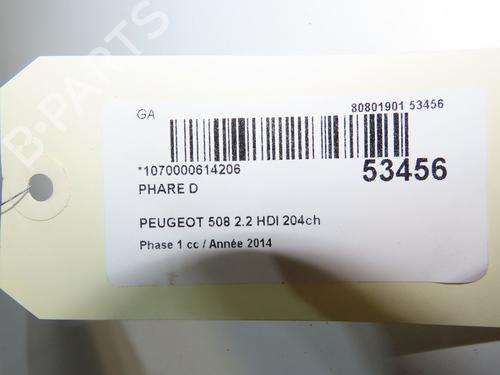 GA
80801901 53456
*1070000614206
53456
PHARE D
PEUGEOT 508 2.2 HDI 204ch
Phase 1 cc / Année 2014
B-PARTS